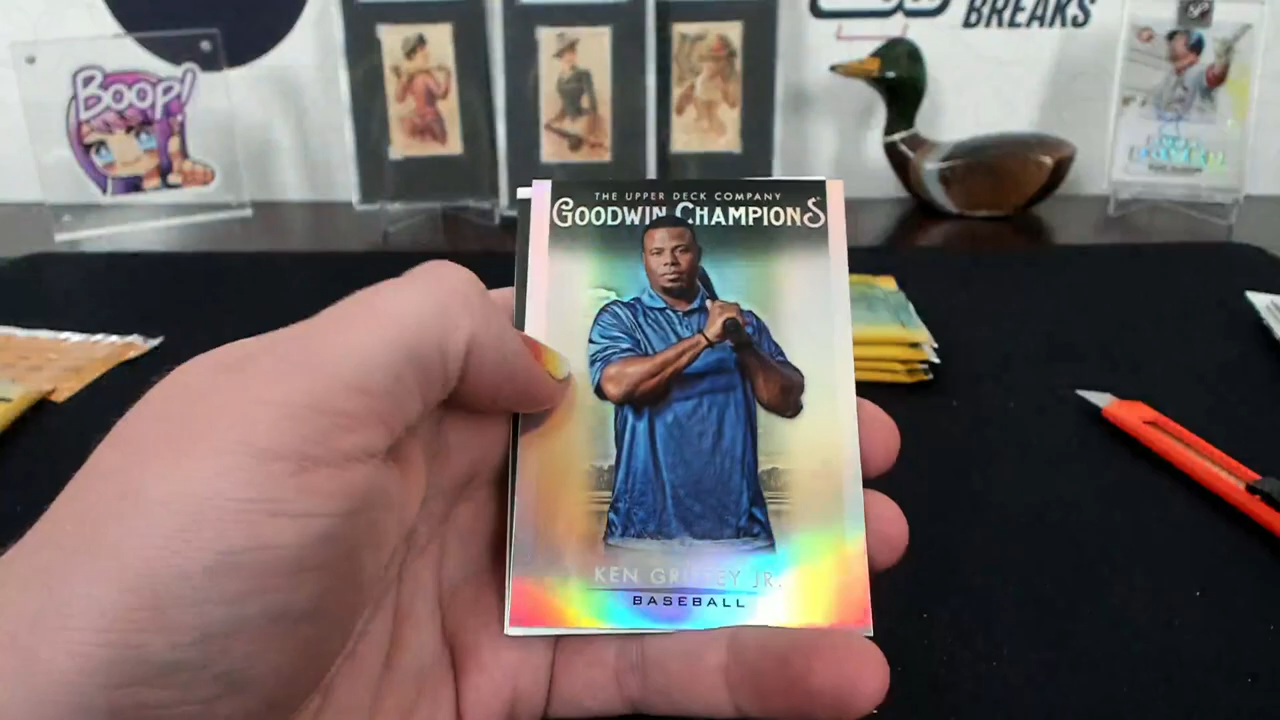 BOOP!
BREAKS
THE UPPER DECK COMPANY
GOODWIN CHAMPIONS
KEN GRIFFEY JR.
BASEBALL